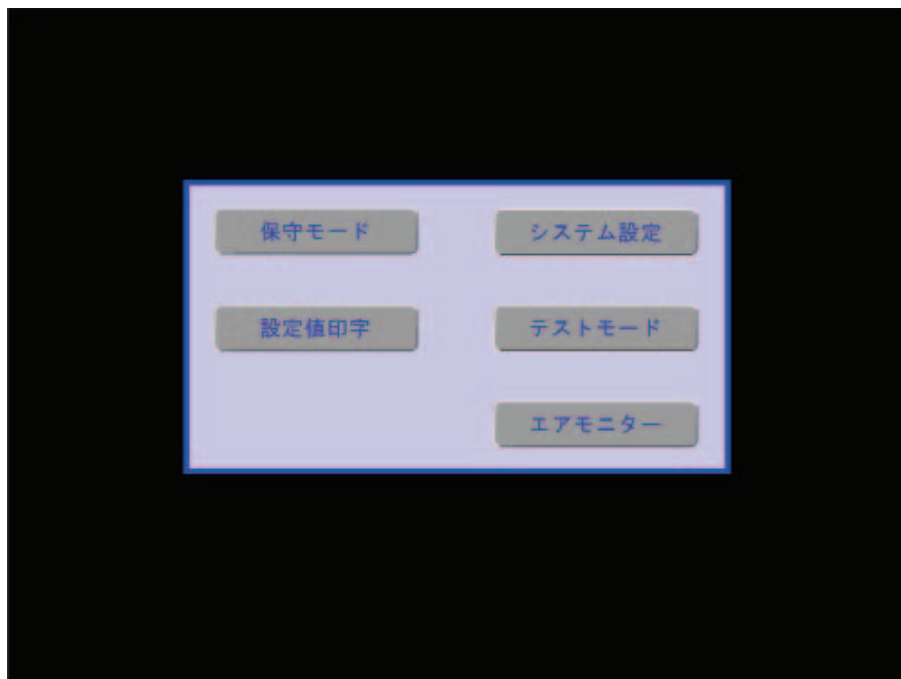 保守モード
システム設定
設定値印字
テストモード
エアモニター